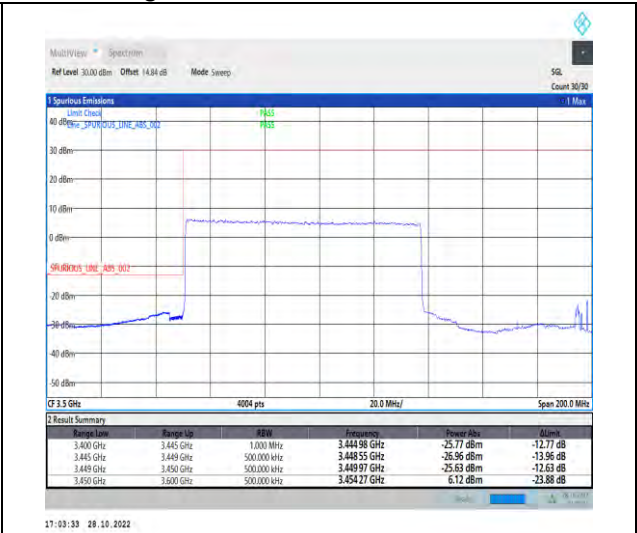 MultiView Spectrum
Ref Level 30.00 dBm Offset 14.84 dB Mode Sweep SGL
Count 30/30
1 Spurious Emissions 1 Max
Limit Check PASS
40 dBm Line _SPURIOUS_LINE_ABS_002 PASS
30 dBm
20 dBm
10 dBm
0 dBm
_SPURIOUS_LINE_ABS_002
-20 dBm
-30 dBm
-40 dBm
-50 dBm
CF 3.5 GHz 4004 pts 20.0 MHz/ Span 200.0 MHz
2 Result Summary
Range Low Range Up RBW Frequency Power Abs ΔLimit
3.400 GHz 3.445 GHz 1.000 MHz 3.444 98 GHz -25.77 dBm -12.77 dB
3.445 GHz 3.449 GHz 500.000 kHz 3.448 55 GHz -26.96 dBm -13.96 dB
3.449 GHz 3.450 GHz 500.000 kHz 3.449 97 GHz -25.63 dBm -12.63 dB
3.450 GHz 3.600 GHz 500.000 kHz 3.454 27 GHz 6.12 dBm -23.88 dB
17:03:33 28.10.2022